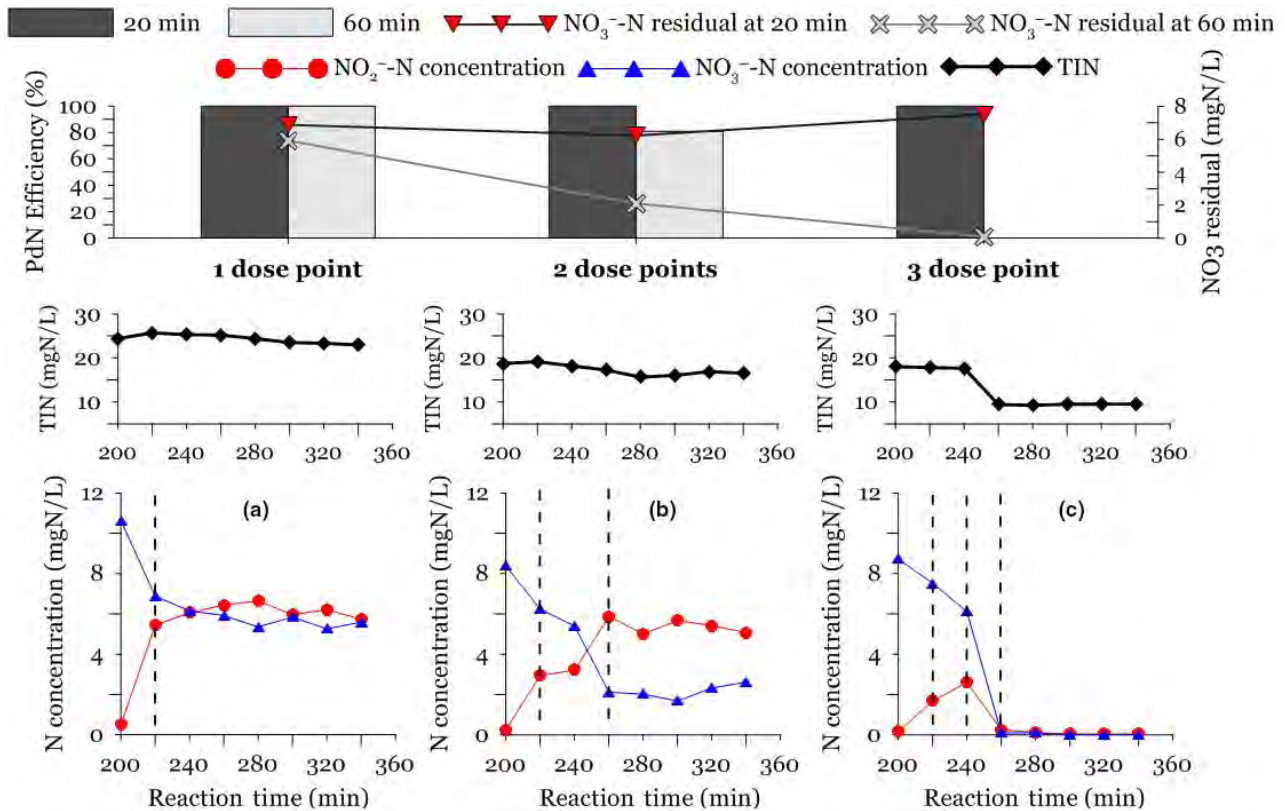 20 min 60 min NO₃⁻-N residual at 20 min NO₃⁻-N residual at 60 min
NO₂⁻-N concentration NO₃⁻-N concentration TIN
PdN Efficiency (%)
100
80
60
40
20
0
8
6
4
2
0
NO3 residual (mgN/L)
1 dose point 2 dose points 3 dose point
TIN (mgN/L)
30
20
10
200 240 280 320 360
TIN (mgN/L)
30
20
10
200 240 280 320 360
TIN (mgN/L)
30
20
10
200 240 280 320 360
N concentration (mgN/L)
12
8
4
0
(a)
200 240 280 320 360
Reaction time (min)
N concentration (mgN/L)
12
8
4
0
(b)
200 240 280 320 360
Reaction time (min)
N concentration (mgN/L)
12
8
4
0
(c)
200 240 280 320 360
Reaction time (min)